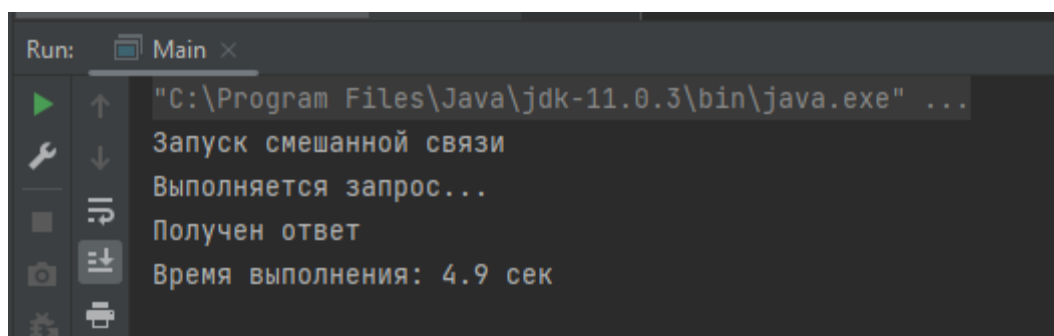 Run: Main
"C:\Program Files\Java\jdk-11.0.3\bin\java.exe" ...
Запуск смешанной связи
Выполняется запрос...
Получен ответ
Время выполнения: 4.9 сек